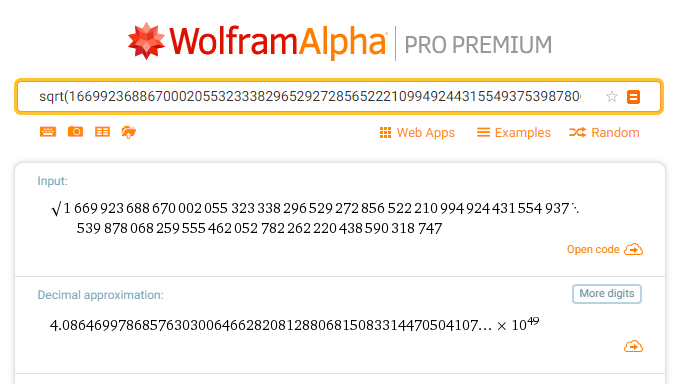 WolframAlpha PRO PREMIUM
sqrt(16699236886700020553233382965292728565222109949244315549375398780
Web Apps Examples Random
Input:
√1 669 923 688 670 002 055 323 338 296 529 272 856 522 210 994 924 431 554 937⋱
539 878 068 259 555 462 052 782 262 220 438 590 318 747
Open code
Decimal approximation: More digits
4.0864699786857630300646628208128806815083314470504107… × 10⁴⁹